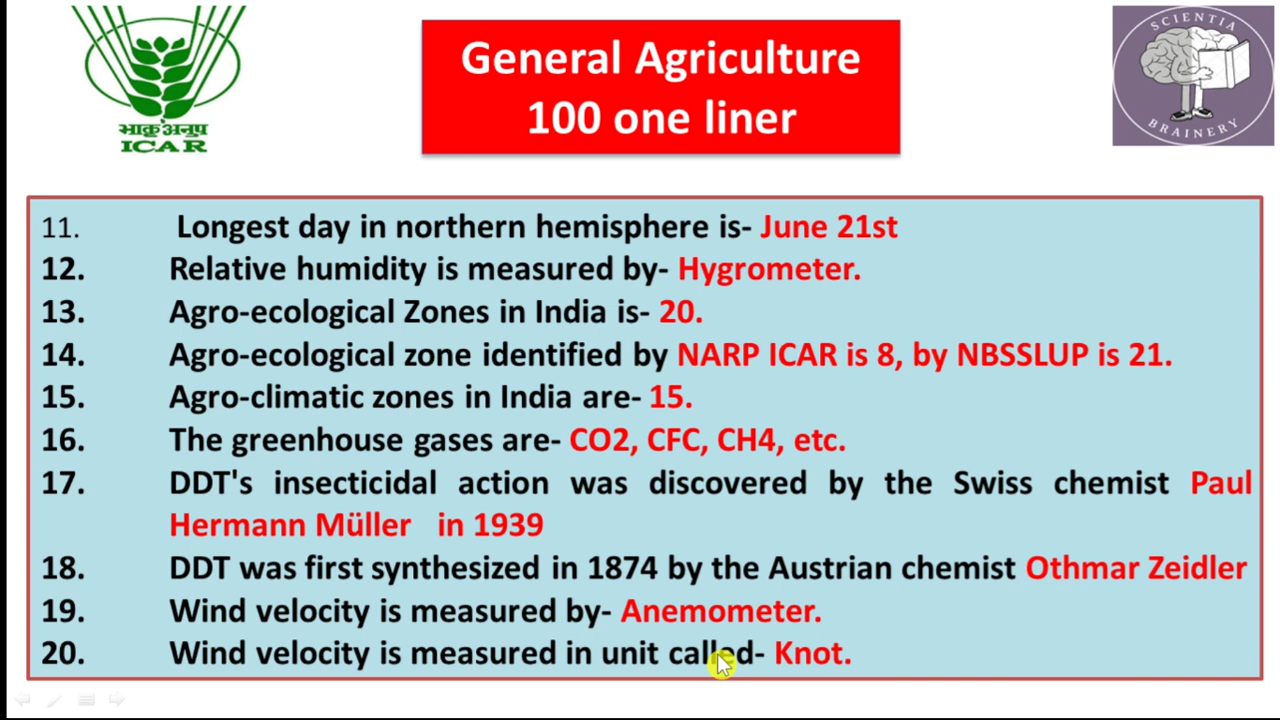 General Agriculture
100 one liner
भाकृअनुप
ICAR
SCIENTIA
BRAINERY
11. Longest day in northern hemisphere is- June 21st
12. Relative humidity is measured by- Hygrometer.
13. Agro-ecological Zones in India is- 20.
14. Agro-ecological zone identified by NARP ICAR is 8, by NBSSLUP is 21.
15. Agro-climatic zones in India are- 15.
16. The greenhouse gases are- CO2, CFC, CH4, etc.
17. DDT's insecticidal action was discovered by the Swiss chemist Paul
Hermann Müller in 1939
18. DDT was first synthesized in 1874 by the Austrian chemist Othmar Zeidler
19. Wind velocity is measured by- Anemometer.
20. Wind velocity is measured in unit called- Knot.